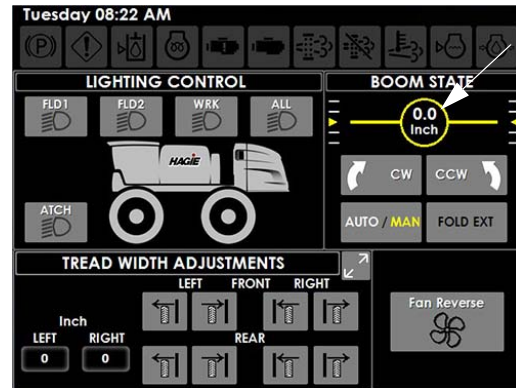 Tuesday 08:22 AM
(P)
LIGHTING CONTROL
FLD1 FLD2 WRK ALL
HAGIE
ATCH
BOOM STATE
0.0
Inch
CW CCW
AUTO / MAN FOLD EXT
TREAD WIDTH ADJUSTMENTS
LEFT FRONT RIGHT
Inch
LEFT RIGHT
REAR
0 0
Fan Reverse